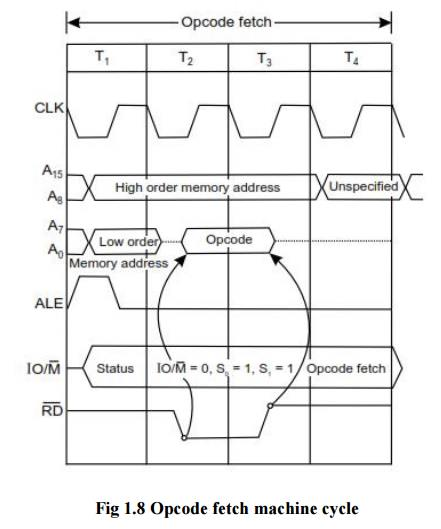 Opcode fetch
T₁ T₂ T₃ T₄
CLK
A₁₅
High order memory address Unspecified
A₈
A₇
Low order Opcode
A₀
Memory address
ALE
IO/M̅ Status IO/M̅ = 0, S₀ = 1, S₁ = 1 Opcode fetch
R̅D̅
Fig 1.8 Opcode fetch machine cycle